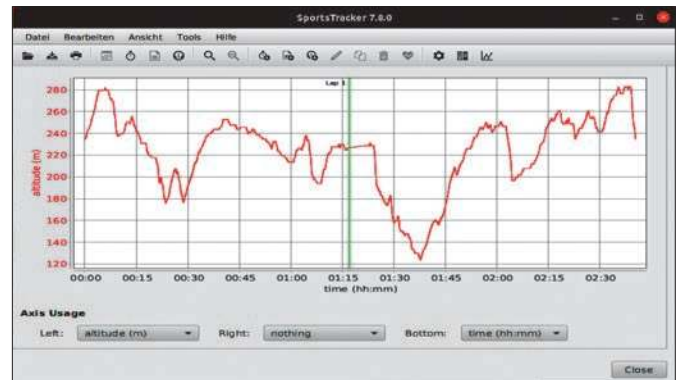 SportsTracker 7.8.0
Datei Bearbeiten Ansicht Tools Hilfe
Lap 1
altitude (m)
280
260
240
220
200
180
160
140
120
00:00 00:15 00:30 00:45 01:00 01:15 01:30 01:45 02:00 02:15 02:30
time (hh:mm)
Axis Usage
Left: altitude (m) Right: nothing Bottom: time (hh:mm)
Close